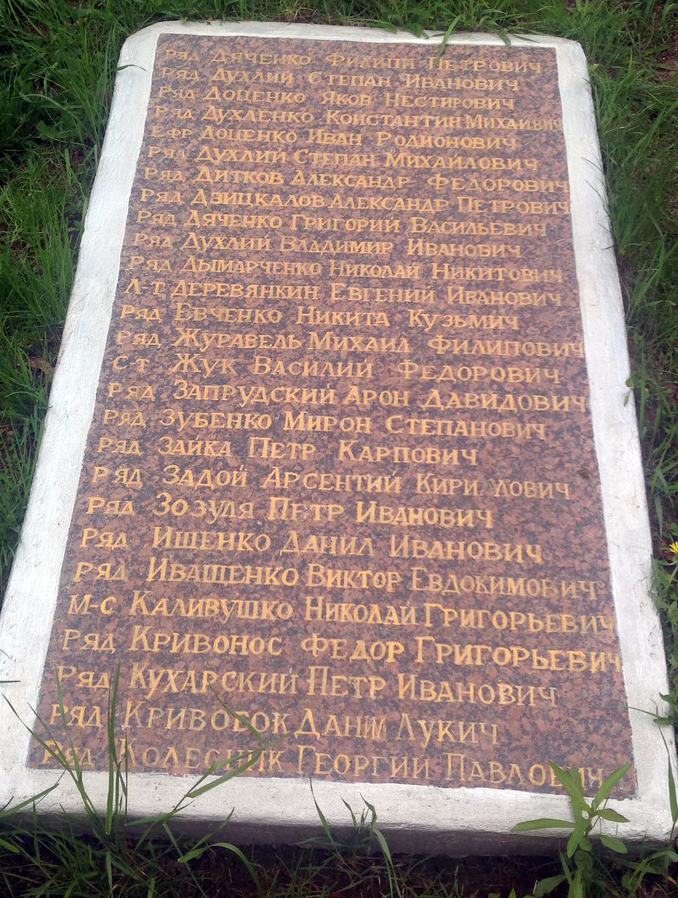 РЯД ДЯЧЕНКО ФИЛИПП ПЕТРОВИЧ
РЯД ДУХЛИЙ СТЕПАН ИВАНОВИЧ
РЯД ДОЦЕНКО ЯКОВ НЕСТИРОВИЧ
РЯД ДУХЛЕНКО КОНСТАНТИН
ЕФР ДОЦЕНКО ИВАН РОДИОНОВИЧ
РЯД ДУХЛИЙ СТЕПАН МИХАЙЛОВИЧ
РЯД ДИТКОВ АЛЕКСАНДР ФЕДОРОВИЧ
РЯД ДЗИЦКАЛОВ АЛЕКСАНДР ПЕТРОВИЧ
РЯД ДЯЧЕНКО ГРИГОРИЙ ВАСИЛЬЕВИЧ
РЯД ДУХЛИЙ ВЛАДИМИР ИВАНОВИЧ
РЯД ДЫМАРЧЕНКО НИКОЛАЙ НИКИТОВИЧ
Л-Т ДЕРЕВЯНКИН ЕВГЕНИЙ ИВАНОВИЧ
РЯД ЕВЧЕНКО НИКИТА КУЗЬМИЧ
РЯД ЖУРАВЕЛЬ МИХАИЛ ФИЛИПОВИЧ
С-Т ЖУК ВАСИЛИЙ ФЕДОРОВИЧ
РЯД ЗАПРУДСКИЙ АРОН ДАВИДОВИЧ
РЯД ЗУБЕНКО МИРОН СТЕПАНОВИЧ
РЯД ЗАЙКА ПЕТР КАРПОВИЧ
РЯД ЗАДОЙ АРСЕНТИЙ КИРИЛОВИЧ
РЯД ЗОЗУЛЯ ПЕТР ИВАНОВИЧ
РЯД ИЩЕНКО ДАНИЛ ИВАНОВИЧ
РЯД ИВАЩЕНКО ВИКТОР ЕВДОКИМОВИЧ
М-С КАЛИВУШКО НИКОЛАЙ ГРИГОРЬЕВИЧ
РЯД КРИВОНОС ФЕДОР ГРИГОРЬЕВИЧ
РЯД КУХАРСКИЙ ПЕТР ИВАНОВИЧ
РЯД КРИВОБОК ДАНИЛ ЛУКИЧ
РЯД КОЛЕСНИК ГЕОРГИЙ ПАВЛОВИЧ